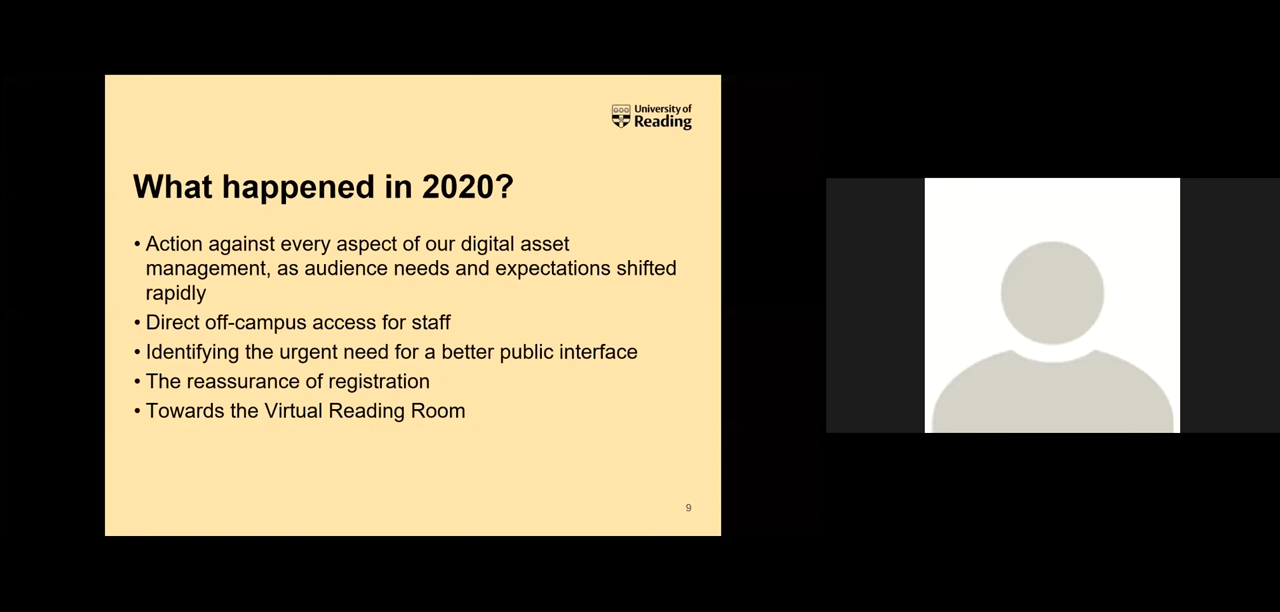 University of
Reading
What happened in 2020?
• Action against every aspect of our digital asset
management, as audience needs and expectations shifted
rapidly
• Direct off-campus access for staff
• Identifying the urgent need for a better public interface
• The reassurance of registration
• Towards the Virtual Reading Room
9